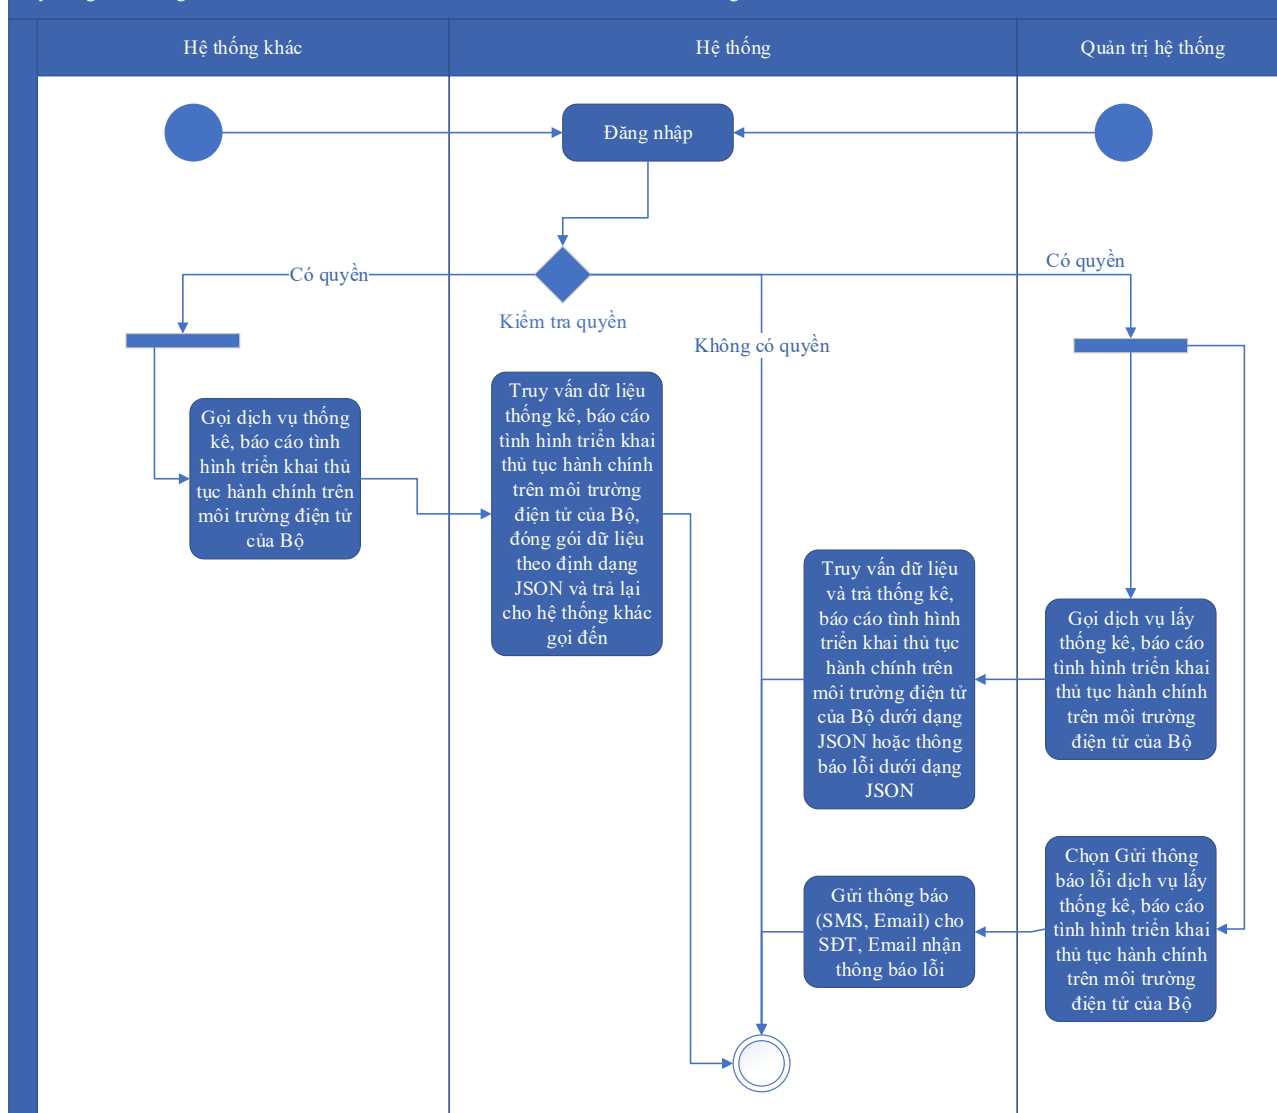 Hệ thống khác
Hệ thống
Quản trị hệ thống
Đăng nhập
Có quyền
Có quyền
Kiểm tra quyền
Không có quyền
Gọi dịch vụ thống
kê, báo cáo tình
hình triển khai thủ
tục hành chính trên
môi trường điện tử
của Bộ
Truy vấn dữ liệu
thống kê, báo cáo
tình hình triển khai
thủ tục hành chính
trên môi trường
điện tử của Bộ,
đóng gói dữ liệu
theo định dạng
JSON và trả lại
cho hệ thống khác
gọi đến
Truy vấn dữ liệu
và trả thống kê,
báo cáo tình hình
triển khai thủ tục
hành chính trên
môi trường điện tử
của Bộ dưới dạng
JSON hoặc thông
báo lỗi dưới dạng
JSON
Gọi dịch vụ lấy
thống kê, báo cáo
tình hình triển khai
thủ tục hành chính
trên môi trường
điện tử của Bộ
Gửi thông báo
(SMS, Email) cho
SĐT, Email nhận
thông báo lỗi
Chọn Gửi thông
báo lỗi dịch vụ lấy
thống kê, báo cáo
tình hình triển khai
thủ tục hành chính
trên môi trường
điện tử của Bộ